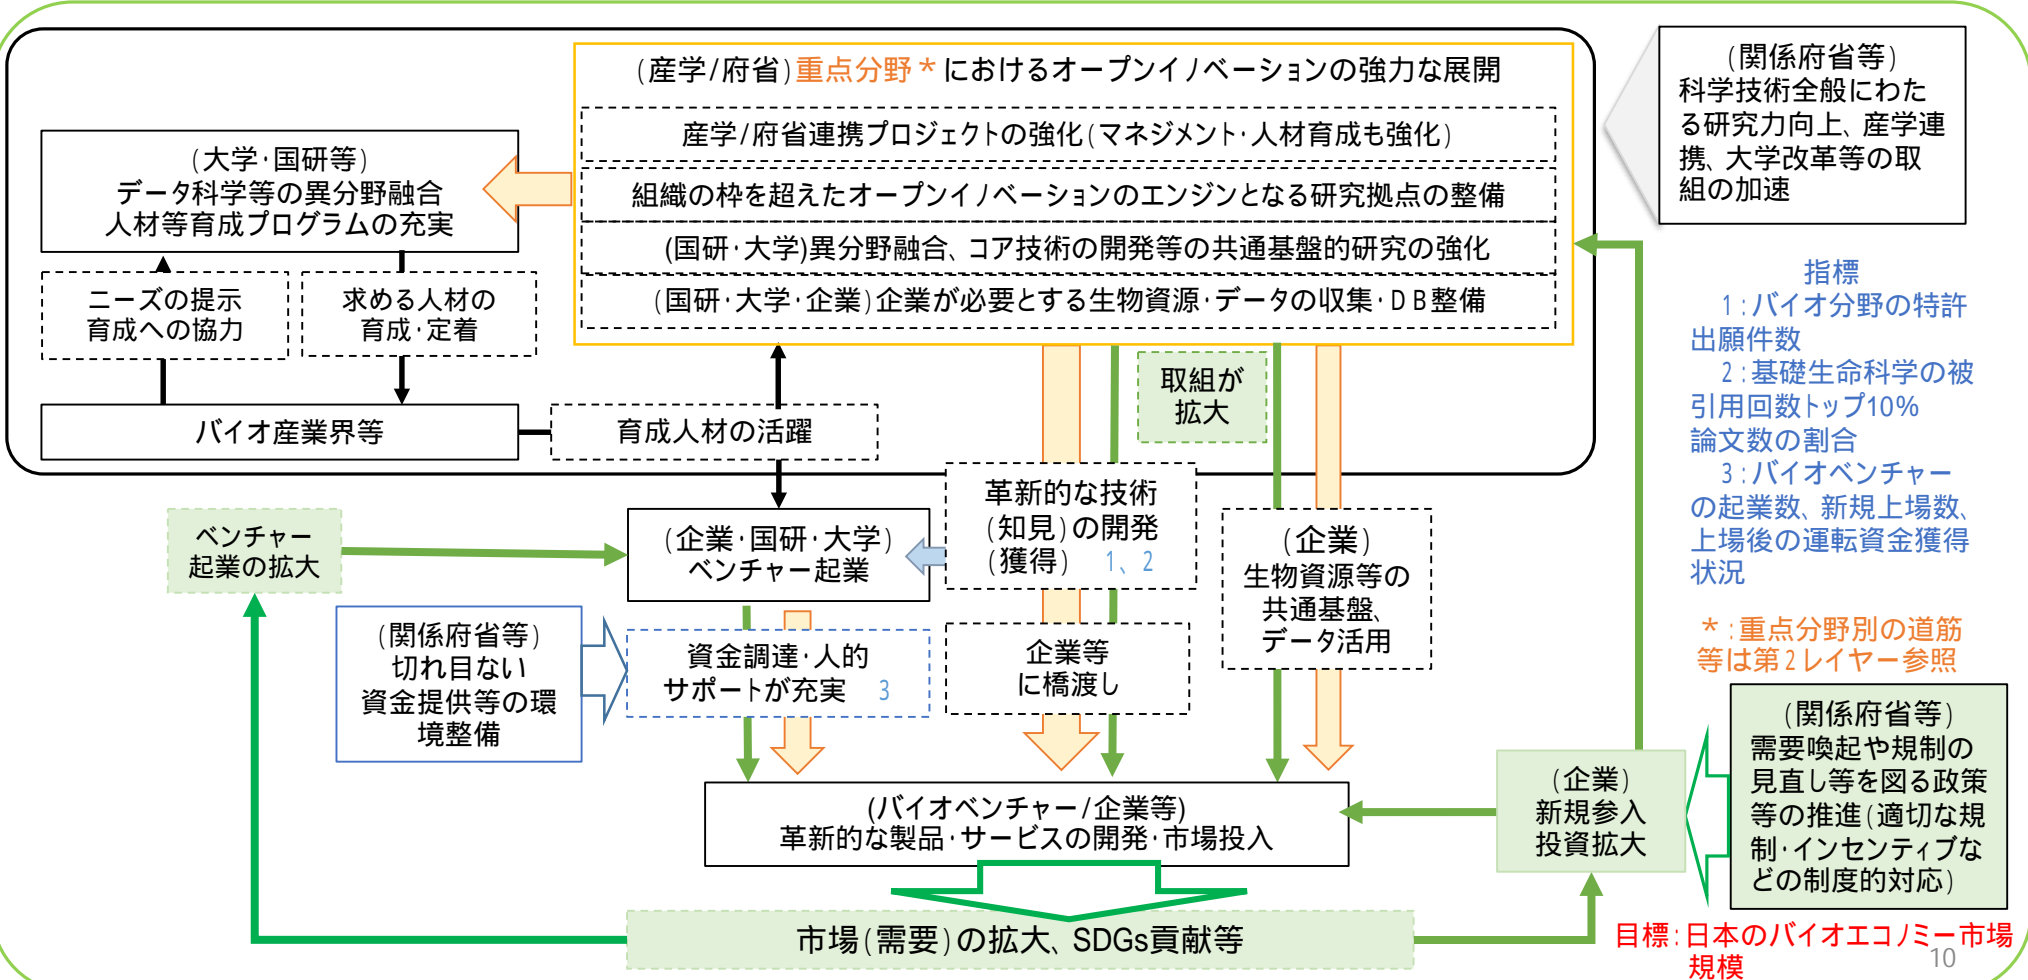 (産学/府省)重点分野*におけるオープンイノベーションの強力な展開
産学/府省連携プロジェクトの強化(マネジメント・人材育成も強化)
組織の枠を超えたオープンイノベーションのエンジンとなる研究拠点の整備
(国研・大学)異分野融合、コア技術の開発等の共通基盤的研究の強化
(国研・大学・企業)企業が必要とする生物資源・データの収集・DB整備
(大学・国研等)
データ科学等の異分野融合
人材等育成プログラムの充実
ニーズの提示
育成への協力
求める人材の
育成・定着
バイオ産業界等
育成人材の活躍
取組が
拡大
(関係府省等)
科学技術全般にわた
る研究力向上、産学連
携、大学改革等の取
組の加速
指標
1:バイオ分野の特許
出願件数
2:基礎生命科学の被
引用回数トップ10%
論文数の割合
3:バイオベンチャー
の起業数、新規上場数、
上場後の運転資金獲得
状況
*:重点分野別の道筋
等は第2レイヤー参照
ベンチャー
起業の拡大
(企業・国研・大学)
ベンチャー起業
革新的な技術
(知見)の開発
(獲得) 1、2
(企業)
生物資源等の
共通基盤、
データ活用
(関係府省等)
切れ目ない
資金提供等の環
境整備
資金調達・人的
サポートが充実 3
企業等
に橋渡し
(バイオベンチャー/企業等)
革新的な製品・サービスの開発・市場投入
(企業)
新規参入
投資拡大
(関係府省等)
需要喚起や規制の
見直し等を図る政策
等の推進(適切な規
制・インセンティブな
どの制度的対応)
市場(需要)の拡大、SDGs貢献等
目標:日本のバイオエコノミー市場
規模
10